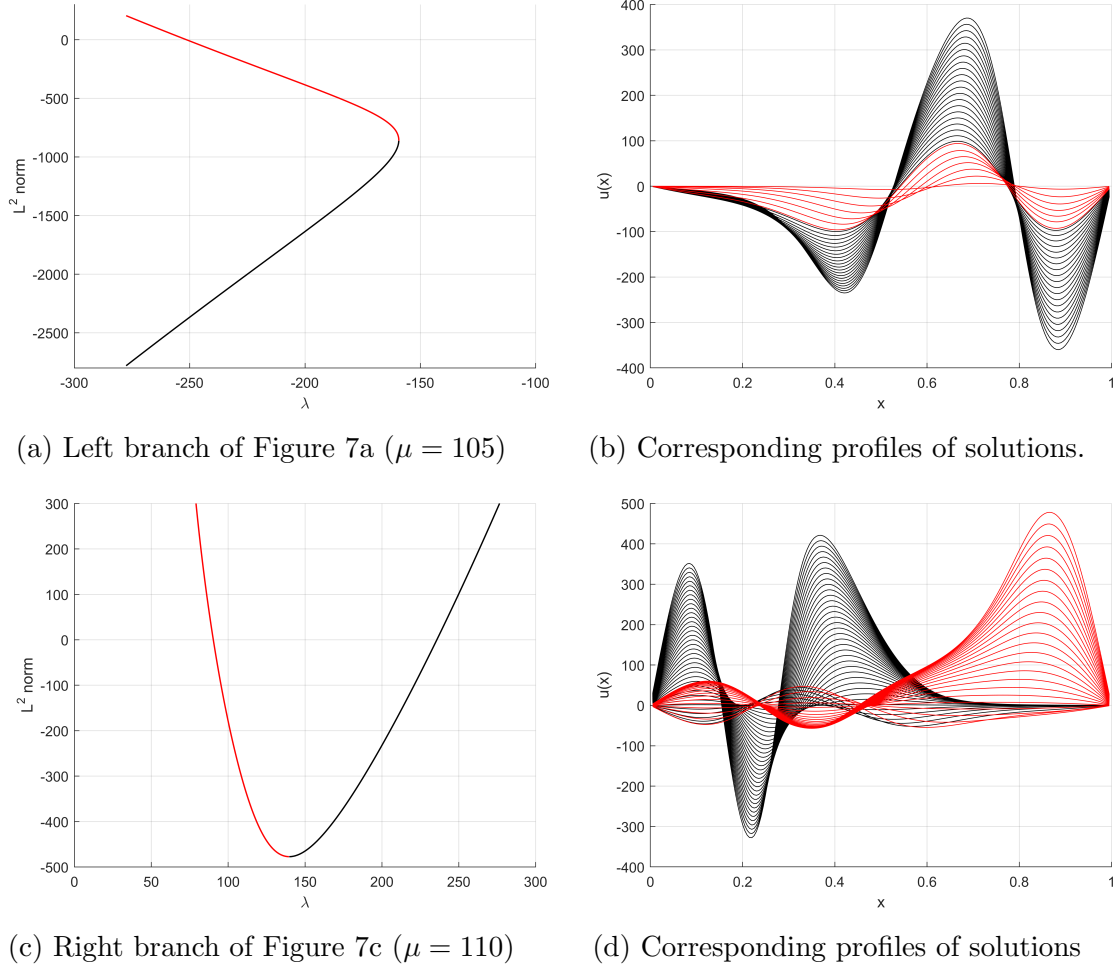 0
-500
-1000
-1500
-2000
-2500
L² norm
-300 -250 -200 -150 -100
λ
400
300
200
100
0
-100
-200
-300
-400
u(x)
0 0.2 0.4 0.6 0.8 1
x
(a) Left branch of Figure 7a (μ = 105)
(b) Corresponding profiles of solutions.
300
200
100
0
-100
-200
-300
-400
-500
L² norm
0 50 100 150 200 250 300
λ
500
400
300
200
100
0
-100
-200
-300
-400
u(x)
0 0.2 0.4 0.6 0.8 1
x
(c) Right branch of Figure 7c (μ = 110)
(d) Corresponding profiles of solutions